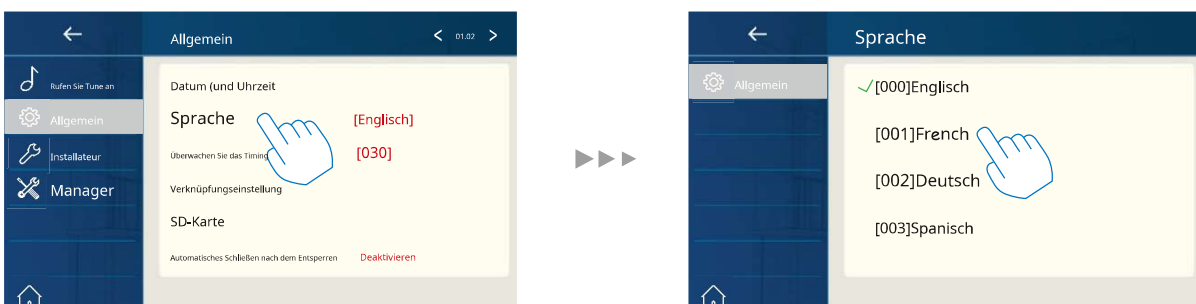 Allgemein
01.02
Rufen Sie Tune an
Allgemein
Installateur
Manager
Datum (und Uhrzeit
Sprache [Englisch]
Überwachen Sie das Timing [030]
Verknüpfungseinstellung
SD-Karte
Automatisches Schließen nach dem Entsperren Deaktivieren
Sprache
Allgemein
[000]Englisch
[001]French
[002]Deutsch
[003]Spanisch